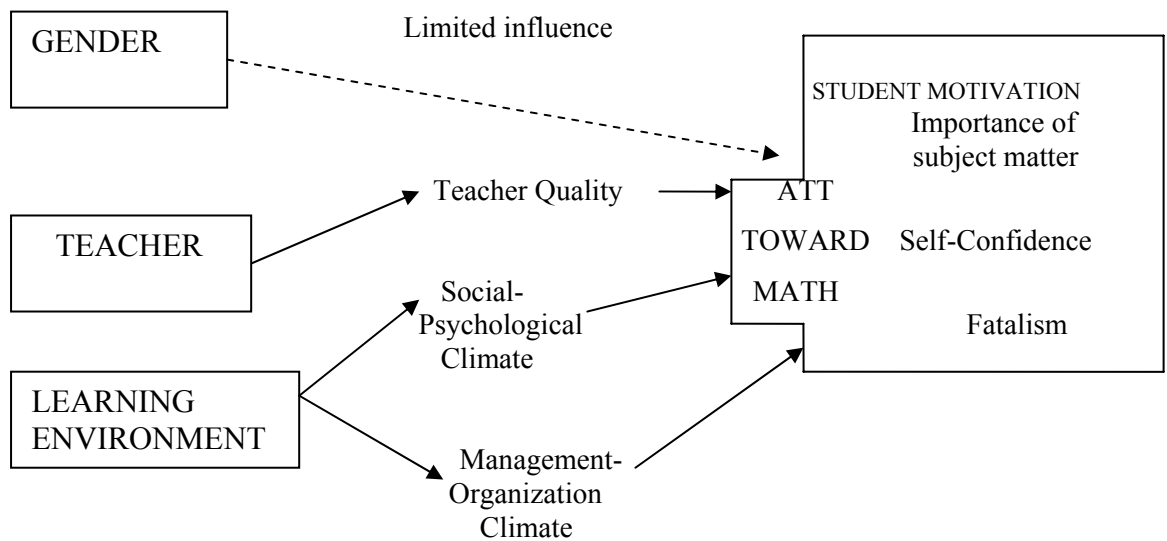 GENDER
Limited influence
STUDENT MOTIVATION
Importance of
subject matter
Teacher Quality
ATT
TEACHER
TOWARD
Self-Confidence
MATH
Social-
Psychological
Climate
Fatalism
LEARNING
ENVIRONMENT
Management-
Organization
Climate